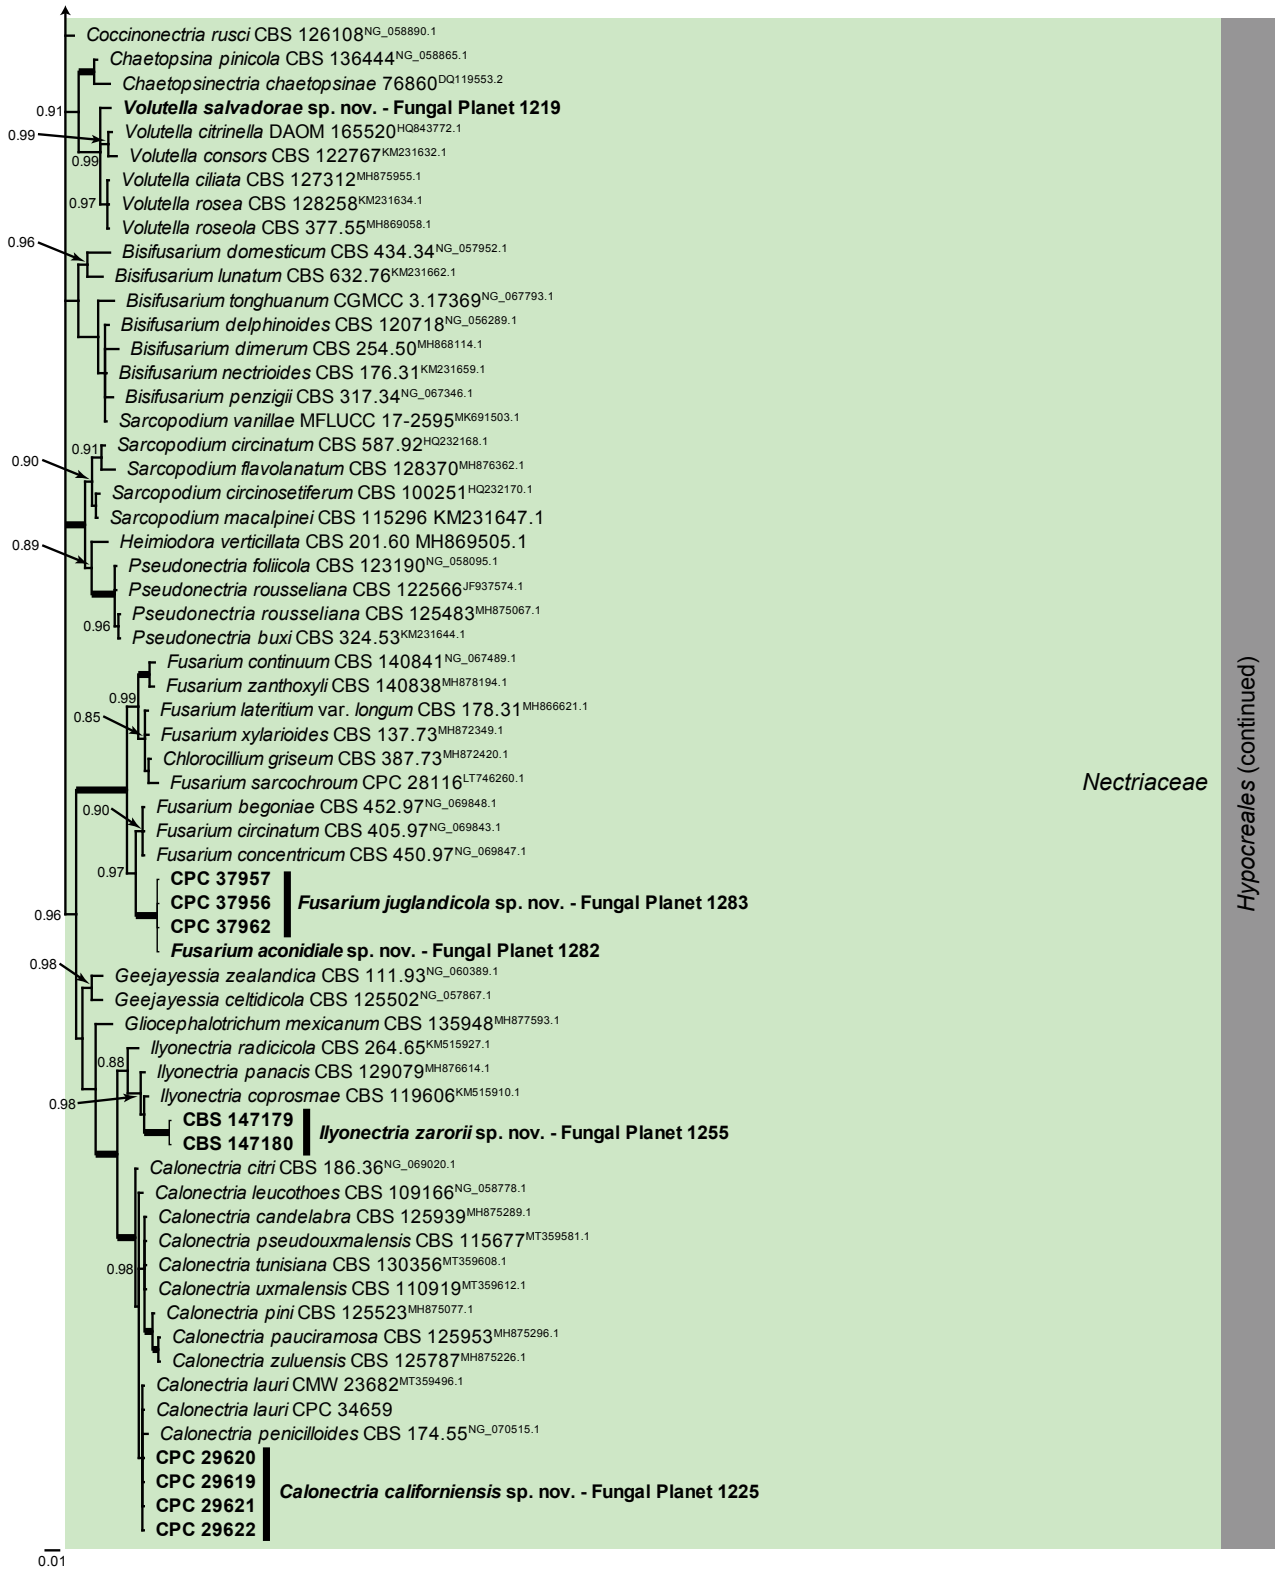 Coccinonectria rusci CBS 126108NG_058890.1
Chaetopsina pinicola CBS 136444NG_058865.1
Chaetopsinectria chaetopsinae 76860DQ119553.2
0.91
Volutella salvadorae sp. nov. - Fungal Planet 1219
0.99
Volutella citrinella DAOM 165520HQ843772.1
Volutella consors CBS 122767KM231632.1
0.99
Volutella ciliata CBS 127312MH875955.1
0.97
Volutella rosea CBS 128258KM231634.1
Volutella roseola CBS 377.55MH869058.1
0.96
Bisifusarium domesticum CBS 434.34NG_057952.1
Bisifusarium lunatum CBS 632.76KM231662.1
Bisifusarium tonghuanum CGMCC 3.17369NG_067793.1
Bisifusarium delphinoides CBS 120718NG_056289.1
Bisifusarium dimerum CBS 254.50MH868114.1
Bisifusarium nectrioides CBS 176.31KM231659.1
Bisifusarium penzigii CBS 317.34NG_067346.1
Sarcopodium vanillae MFLUCC 17-2595MK691503.1
0.91
Sarcopodium circinatum CBS 587.92HQ232168.1
0.90
Sarcopodium flavolanatum CBS 128370MH876362.1
Sarcopodium circinosetiferum CBS 100251HQ232170.1
Sarcopodium macalpinei CBS 115296 KM231647.1
0.89
Heimiodora verticillata CBS 201.60 MH869505.1
Pseudonectria foliicola CBS 123190NG_058095.1
Pseudonectria rousseliana CBS 122566JF937574.1
Pseudonectria rousseliana CBS 125483MH875067.1
0.96
Pseudonectria buxi CBS 324.53KM231644.1
Fusarium continuum CBS 140841NG_067489.1
Fusarium zanthoxyli CBS 140838MH878194.1
0.99
Fusarium lateritium var. longum CBS 178.31MH866621.1
0.85
Fusarium xylarioides CBS 137.73MH872349.1
Chlorocillium griseum CBS 387.73MH872420.1
Fusarium sarcochroum CPC 28116LT746260.1
Nectriaceae
Hypocreales (continued)
0.90
Fusarium begoniae CBS 452.97NG_069848.1
Fusarium circinatum CBS 405.97NG_069843.1
Fusarium concentricum CBS 450.97NG_069847.1
0.97
CPC 37957
CPC 37956
Fusarium juglandicola sp. nov. - Fungal Planet 1283
CPC 37962
0.96
Fusarium aconidiale sp. nov. - Fungal Planet 1282
0.98
Geejayessia zealandica CBS 111.93NG_060389.1
Geejayessia celtidicola CBS 125502NG_057867.1
Gliocephalotrichum mexicanum CBS 135948MH877593.1
Ilyonectria radicicola CBS 264.65KM515927.1
0.88
Ilyonectria panacis CBS 129079MH876614.1
0.98
Ilyonectria coprosmae CBS 119606KM515910.1
CBS 147179
Ilyonectria zarorii sp. nov. - Fungal Planet 1255
CBS 147180
Calonectria citri CBS 186.36NG_069020.1
Calonectria leucothoes CBS 109166NG_058778.1
Calonectria candelabra CBS 125939MH875289.1
Calonectria pseudouxmalensis CBS 115677MT359581.1
0.98
Calonectria tunisiana CBS 130356MT359608.1
Calonectria uxmalensis CBS 110919MT359612.1
Calonectria pini CBS 125523MH875077.1
Calonectria pauciramosa CBS 125953MH875296.1
Calonectria zuluensis CBS 125787MH875226.1
Calonectria lauri CMW 23682MT359496.1
Calonectria lauri CPC 34659
Calonectria penicilloides CBS 174.55NG_070515.1
CPC 29620
CPC 29619
Calonectria californiensis sp. nov. - Fungal Planet 1225
CPC 29621
CPC 29622
0.01